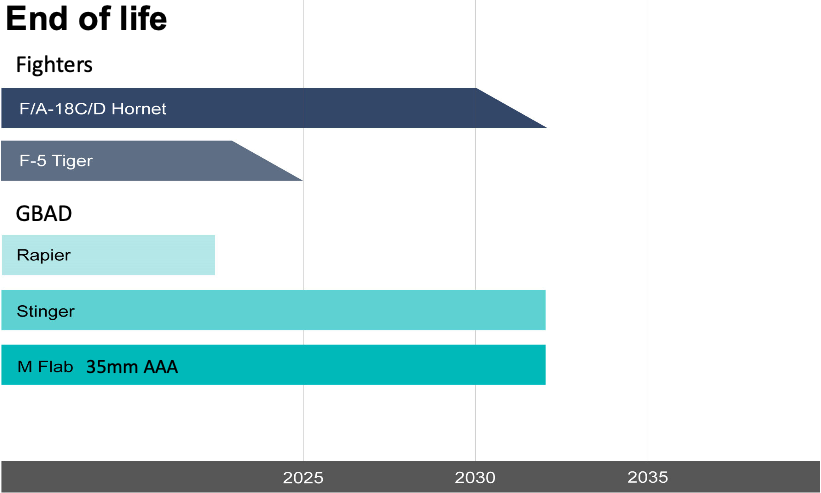 End of life
Fighters
F/A-18C/D Hornet
F-5 Tiger
GBAD
Rapier
Stinger
M Flab 35mm AAA
2025 2030 2035